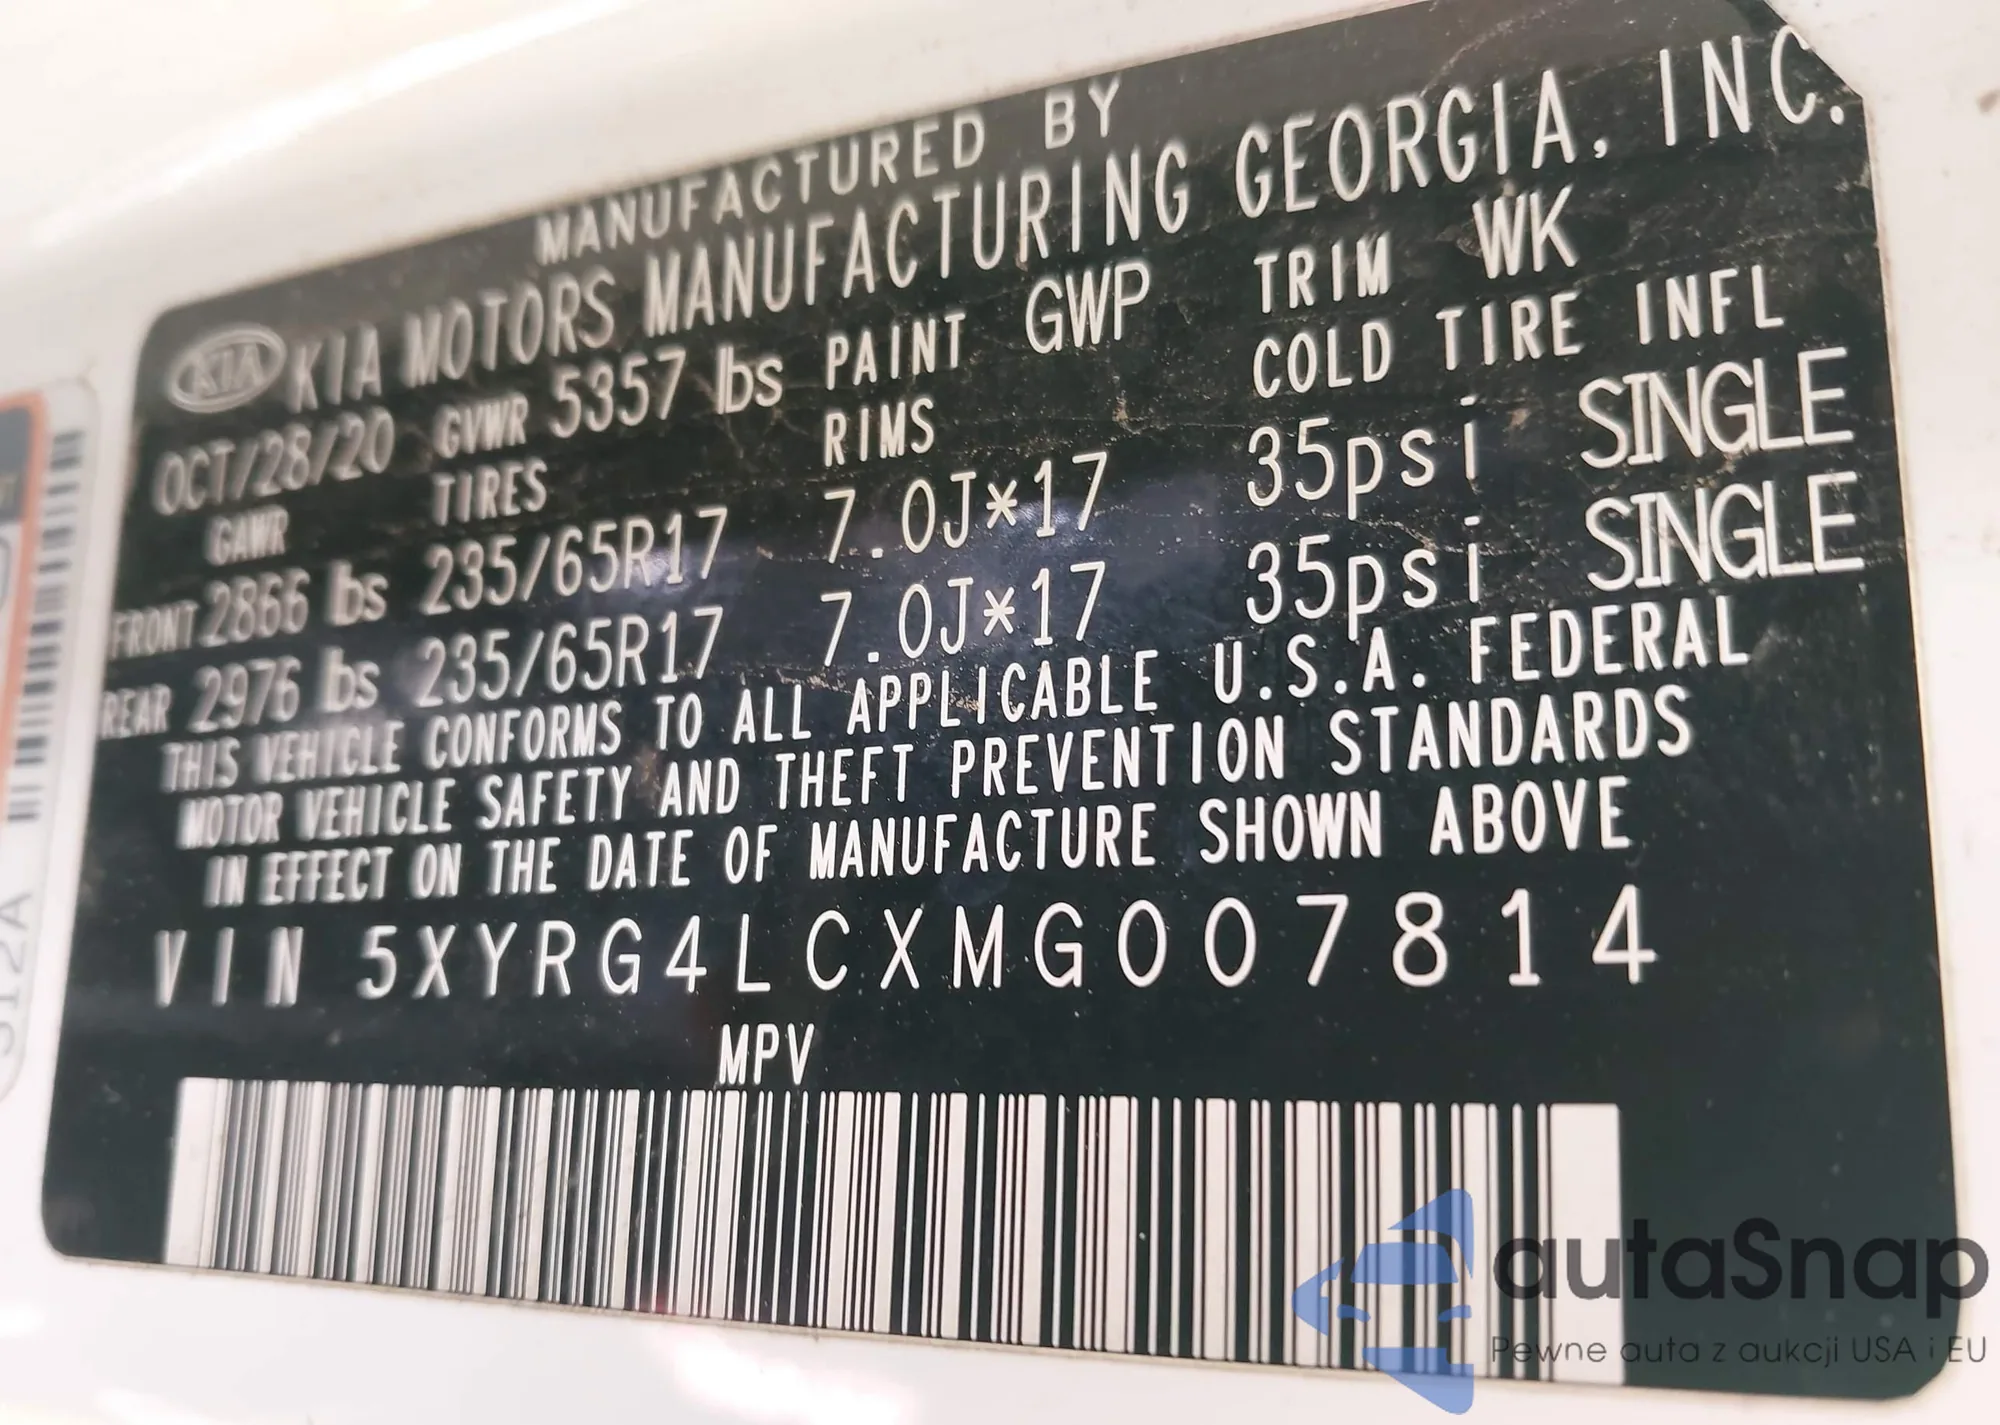 MANUFACTURED BY
KIA KIA MOTORS MANUFACTURING GEORGIA, INC.
OCT/28/20 GVWR 5357 lbs PAINT GWP TRIM WK
GAWR TIRES RIMS COLD TIRE INFL
FRONT 2866 lbs 235/65R17 7.0J*17 35psi SINGLE
REAR 2976 lbs 235/65R17 7.0J*17 35psi SINGLE
THIS VEHICLE CONFORMS TO ALL APPLICABLE U.S.A. FEDERAL
MOTOR VEHICLE SAFETY AND THEFT PREVENTION STANDARDS
IN EFFECT ON THE DATE OF MANUFACTURE SHOWN ABOVE
VIN 5XYRG4LCXMG007814
MPV
autaSnap
Pewne auta z aukcji USA i EU